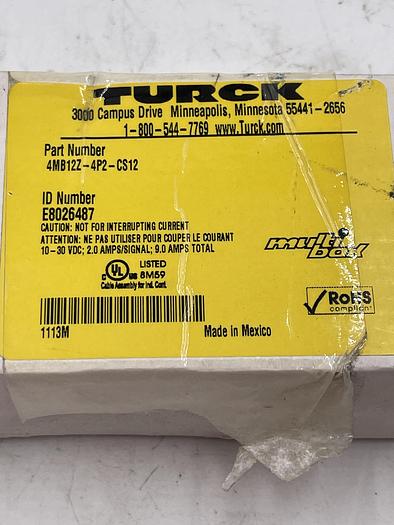 TURCK
3000 Campus Drive Minneapolis, Minnesota 55441-2656
1-800-544-7769 www.Turck.com
Part Number
4MB12Z-4P2-CS12
ID Number
E8026487
CAUTION: NOT FOR INTERRUPTING CURRENT
ATTENTION: NE PAS UTILISER POUR COUPER LE COURANT
10-30 VDC; 2.0 AMPS/SIGNAL; 9.0 AMPS TOTAL
multi box
C UL US LISTED 8M59
Cable Assembly for Ind. Cont.
RoHS
compliant
1113M
Made in Mexico